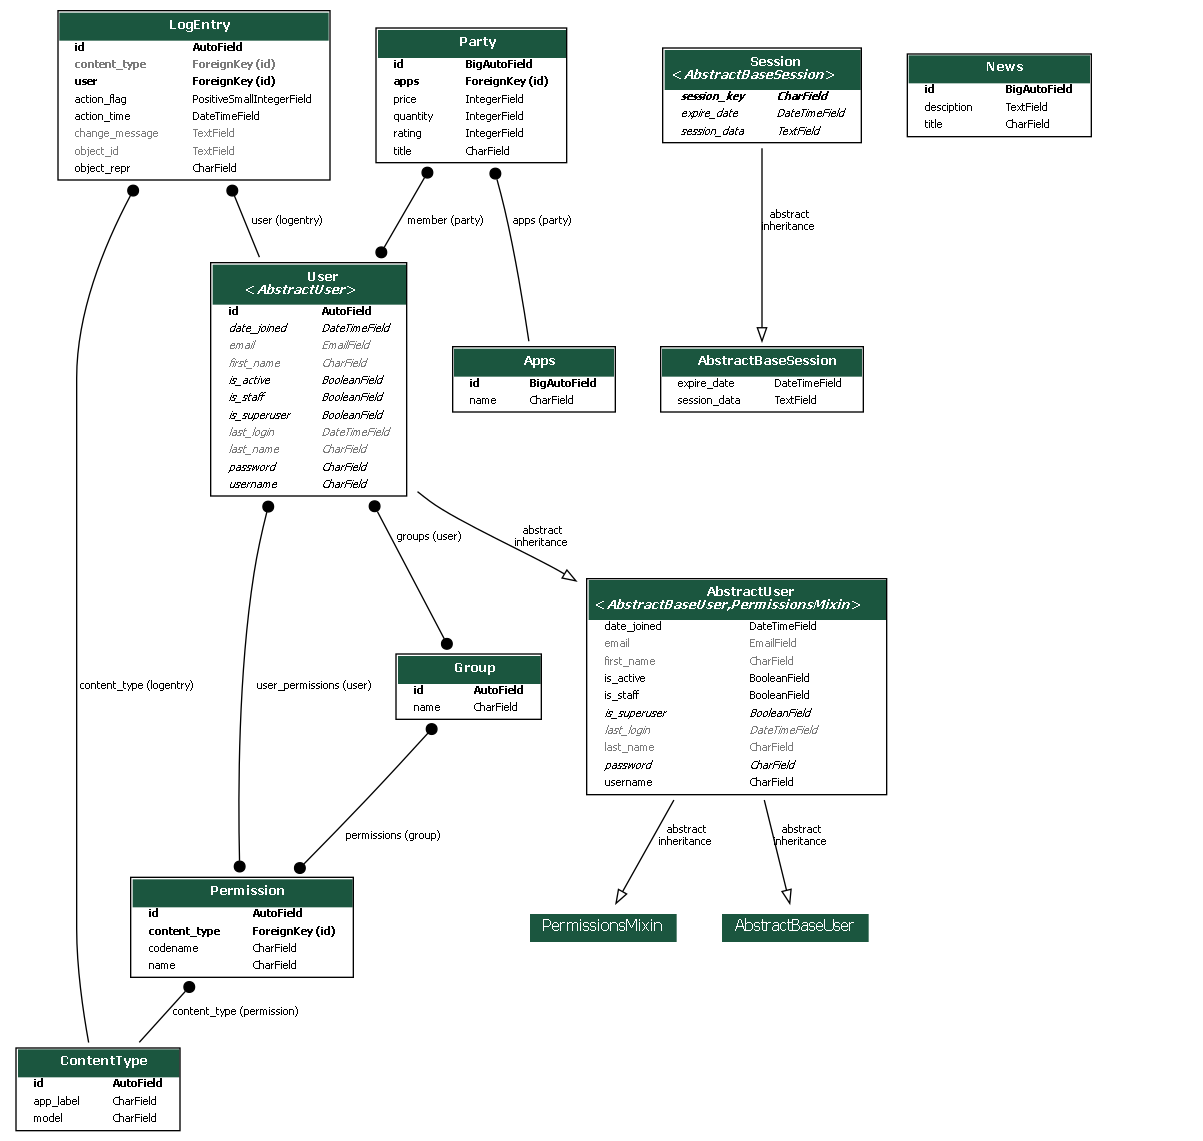 LogEntry
id AutoField
content_type ForeignKey (id)
user ForeignKey (id)
action_flag PositiveSmallIntegerField
action_time DateTimeField
change_message TextField
object_id TextField
object_repr CharField
Party
id BigAutoField
apps ForeignKey (id)
price IntegerField
quantity IntegerField
rating IntegerField
title CharField
Session
<AbstractBaseSession>
session_key CharField
expire_date DateTimeField
session_data TextField
News
id BigAutoField
desciption TextField
title CharField
user (logentry)
member (party)
apps (party)
abstract
inheritance
User
<AbstractUser>
id AutoField
date_joined DateTimeField
email EmailField
first_name CharField
is_active BooleanField
is_staff BooleanField
is_superuser BooleanField
last_login DateTimeField
last_name CharField
password CharField
username CharField
Apps
id BigAutoField
name CharField
AbstractBaseSession
expire_date DateTimeField
session_data TextField
groups (user)
abstract
inheritance
AbstractUser
<AbstractBaseUser,PermissionsMixin>
date_joined DateTimeField
email EmailField
first_name CharField
is_active BooleanField
is_staff BooleanField
is_superuser BooleanField
last_login DateTimeField
last_name CharField
password CharField
username CharField
content_type (logentry)
user_permissions (user)
Group
id AutoField
name CharField
permissions (group)
abstract
inheritance
abstract
inheritance
PermissionsMixin
AbstractBaseUser
Permission
id AutoField
content_type ForeignKey (id)
codename CharField
name CharField
content_type (permission)
ContentType
id AutoField
app_label CharField
model CharField